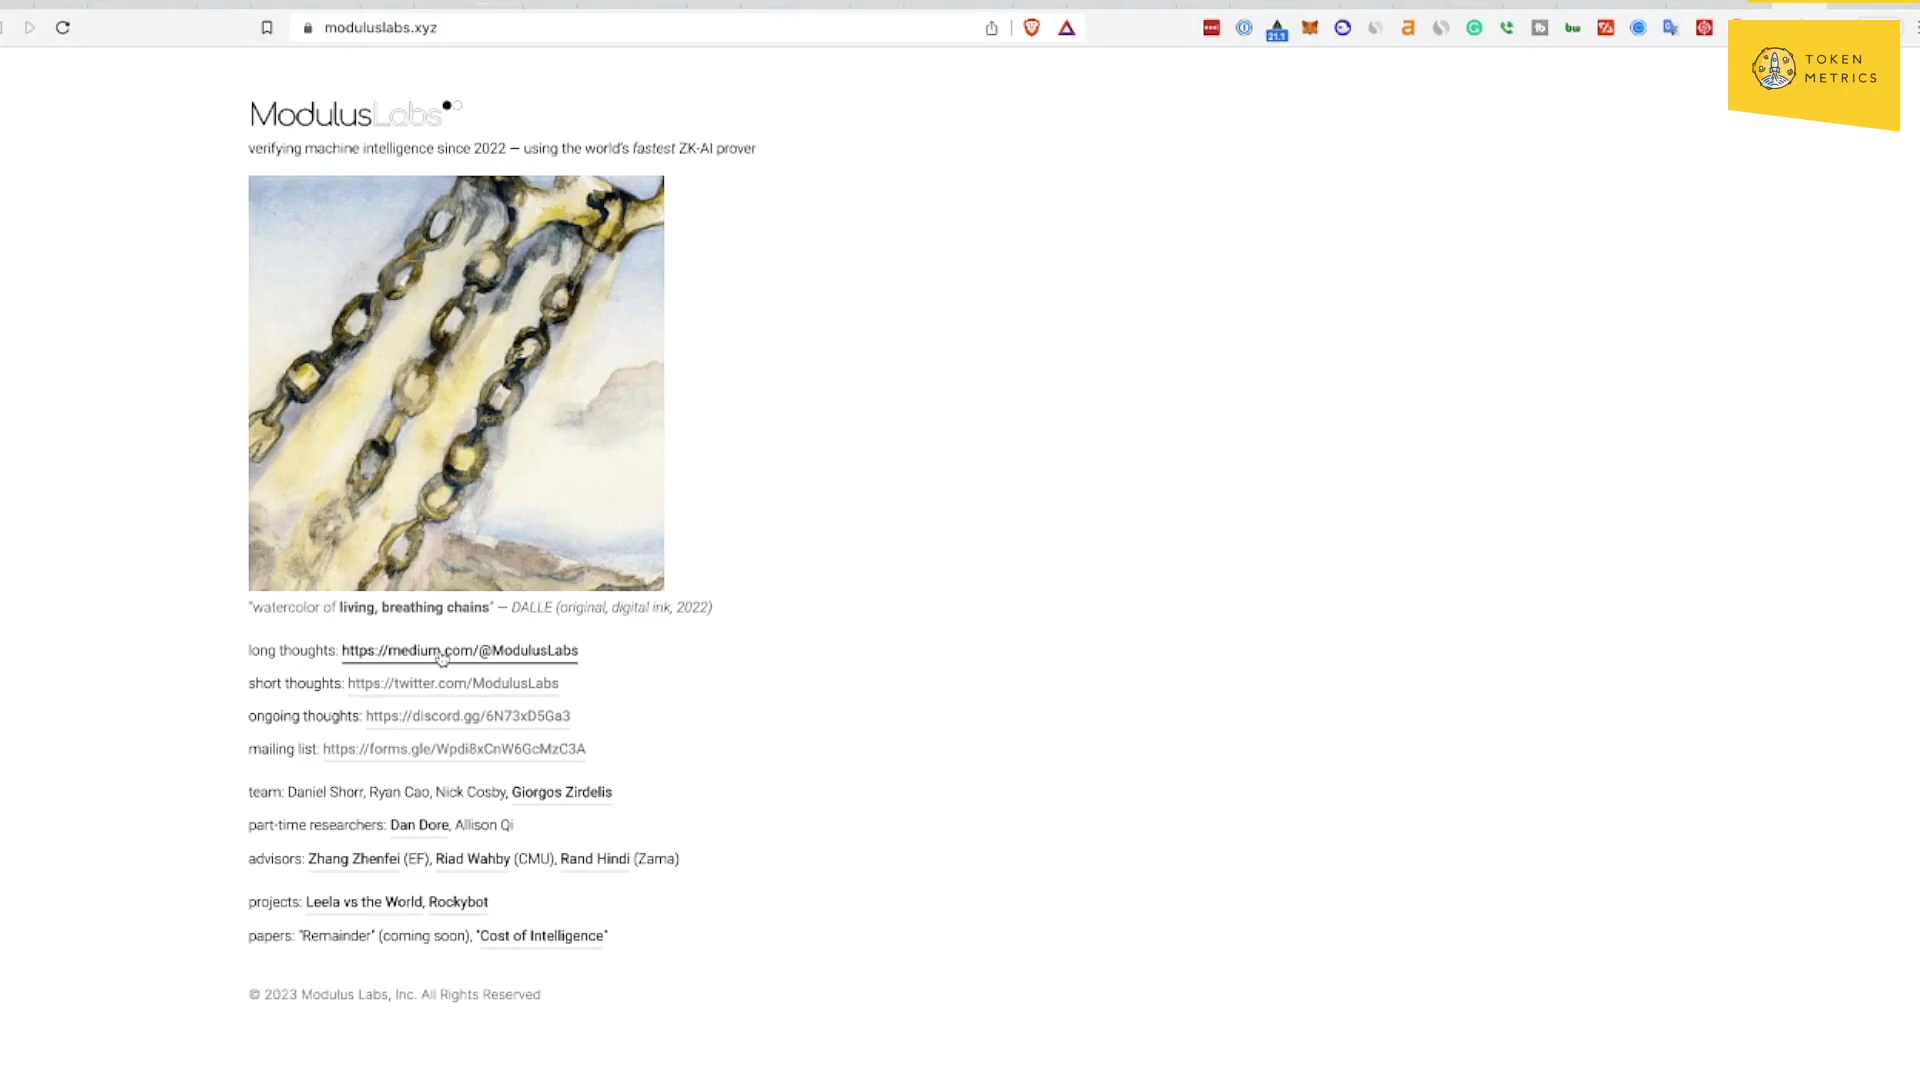 moduluslabs.xyz
21.1
bw
TOKEN
METRICS
ModulusLabs
verifying machine intelligence since 2022 — using the world's fastest ZK-AI prover
"watercolor of living, breathing chains" — DALLE (original, digital ink, 2022)
long thoughts: https://medium.com/@ModulusLabs
short thoughts: https://twitter.com/ModulusLabs
ongoing thoughts: https://discord.gg/6N73xD5Ga3
mailing list: https://forms.gle/Wpdi8xCnW6GcMzC3A
team: Daniel Shorr, Ryan Cao, Nick Cosby, Giorgos Zirdelis
part-time researchers: Dan Dore, Allison Qi
advisors: Zhang Zhenfei (EF), Riad Wahby (CMU), Rand Hindi (Zama)
projects: Leela vs the World, Rockybot
papers: "Remainder" (coming soon), "Cost of Intelligence"
© 2023 Modulus Labs, Inc. All Rights Reserved